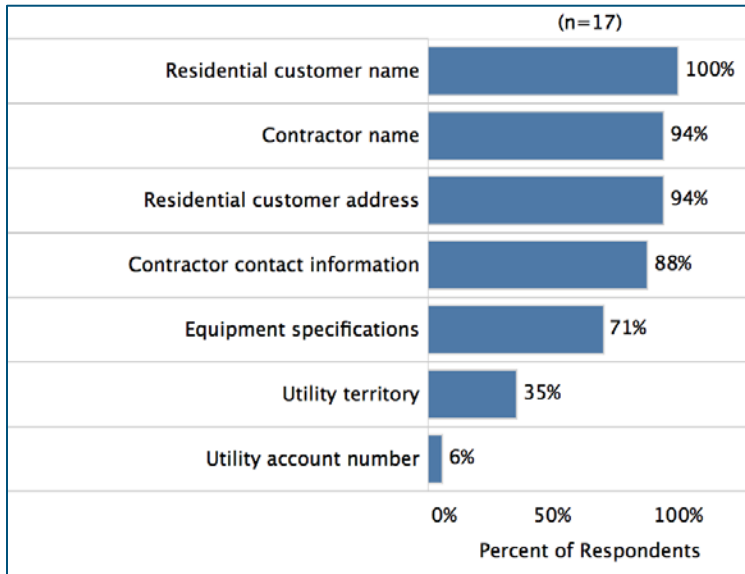 (n=17)
Residential customer name 100%
Contractor name 94%
Residential customer address 94%
Contractor contact information 88%
Equipment specifications 71%
Utility territory 35%
Utility account number 6%
0% 50% 100%
Percent of Respondents